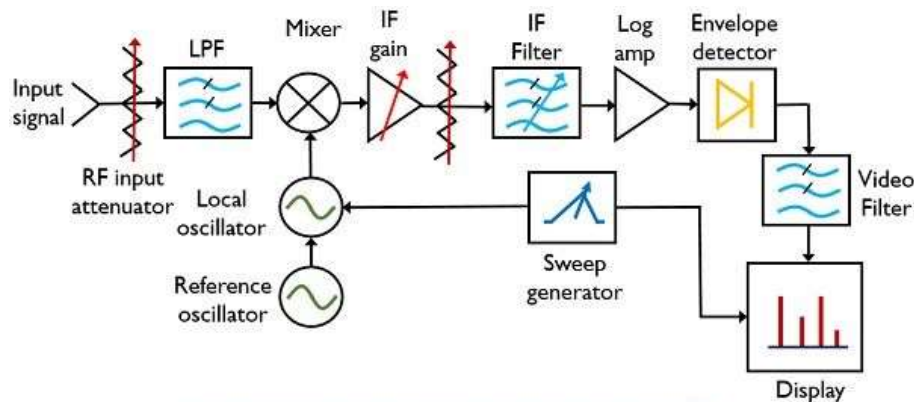 Input
signal
RF input
attenuator
LPF
Mixer
IF
gain
IF
Filter
Log
amp
Envelope
detector
Video
Filter
Local
oscillator
Reference
oscillator
Sweep
generator
Display